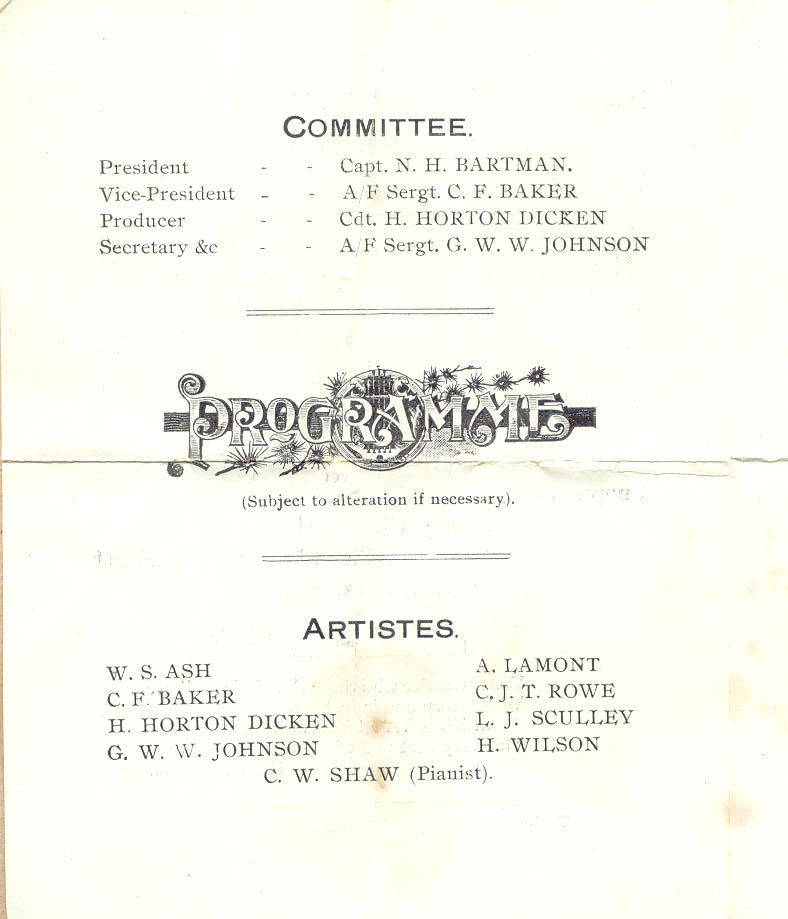 COMMITTEE.
President - - Capt. N. H. BARTMAN.
Vice-President - - A/F Sergt. C. F. BAKER
Producer - - Cdt. H. HORTON DICKEN
Secretary &c - - A/F Sergt. G. W. W. JOHNSON
PROGRAMME
(Subject to alteration if necessary).
ARTISTES.
W. S. ASH
C. F. BAKER
H. HORTON DICKEN
G. W. W. JOHNSON
A. LAMONT
C. J. T. ROWE
L. J. SCULLEY
H. WILSON
C. W. SHAW (Pianist).